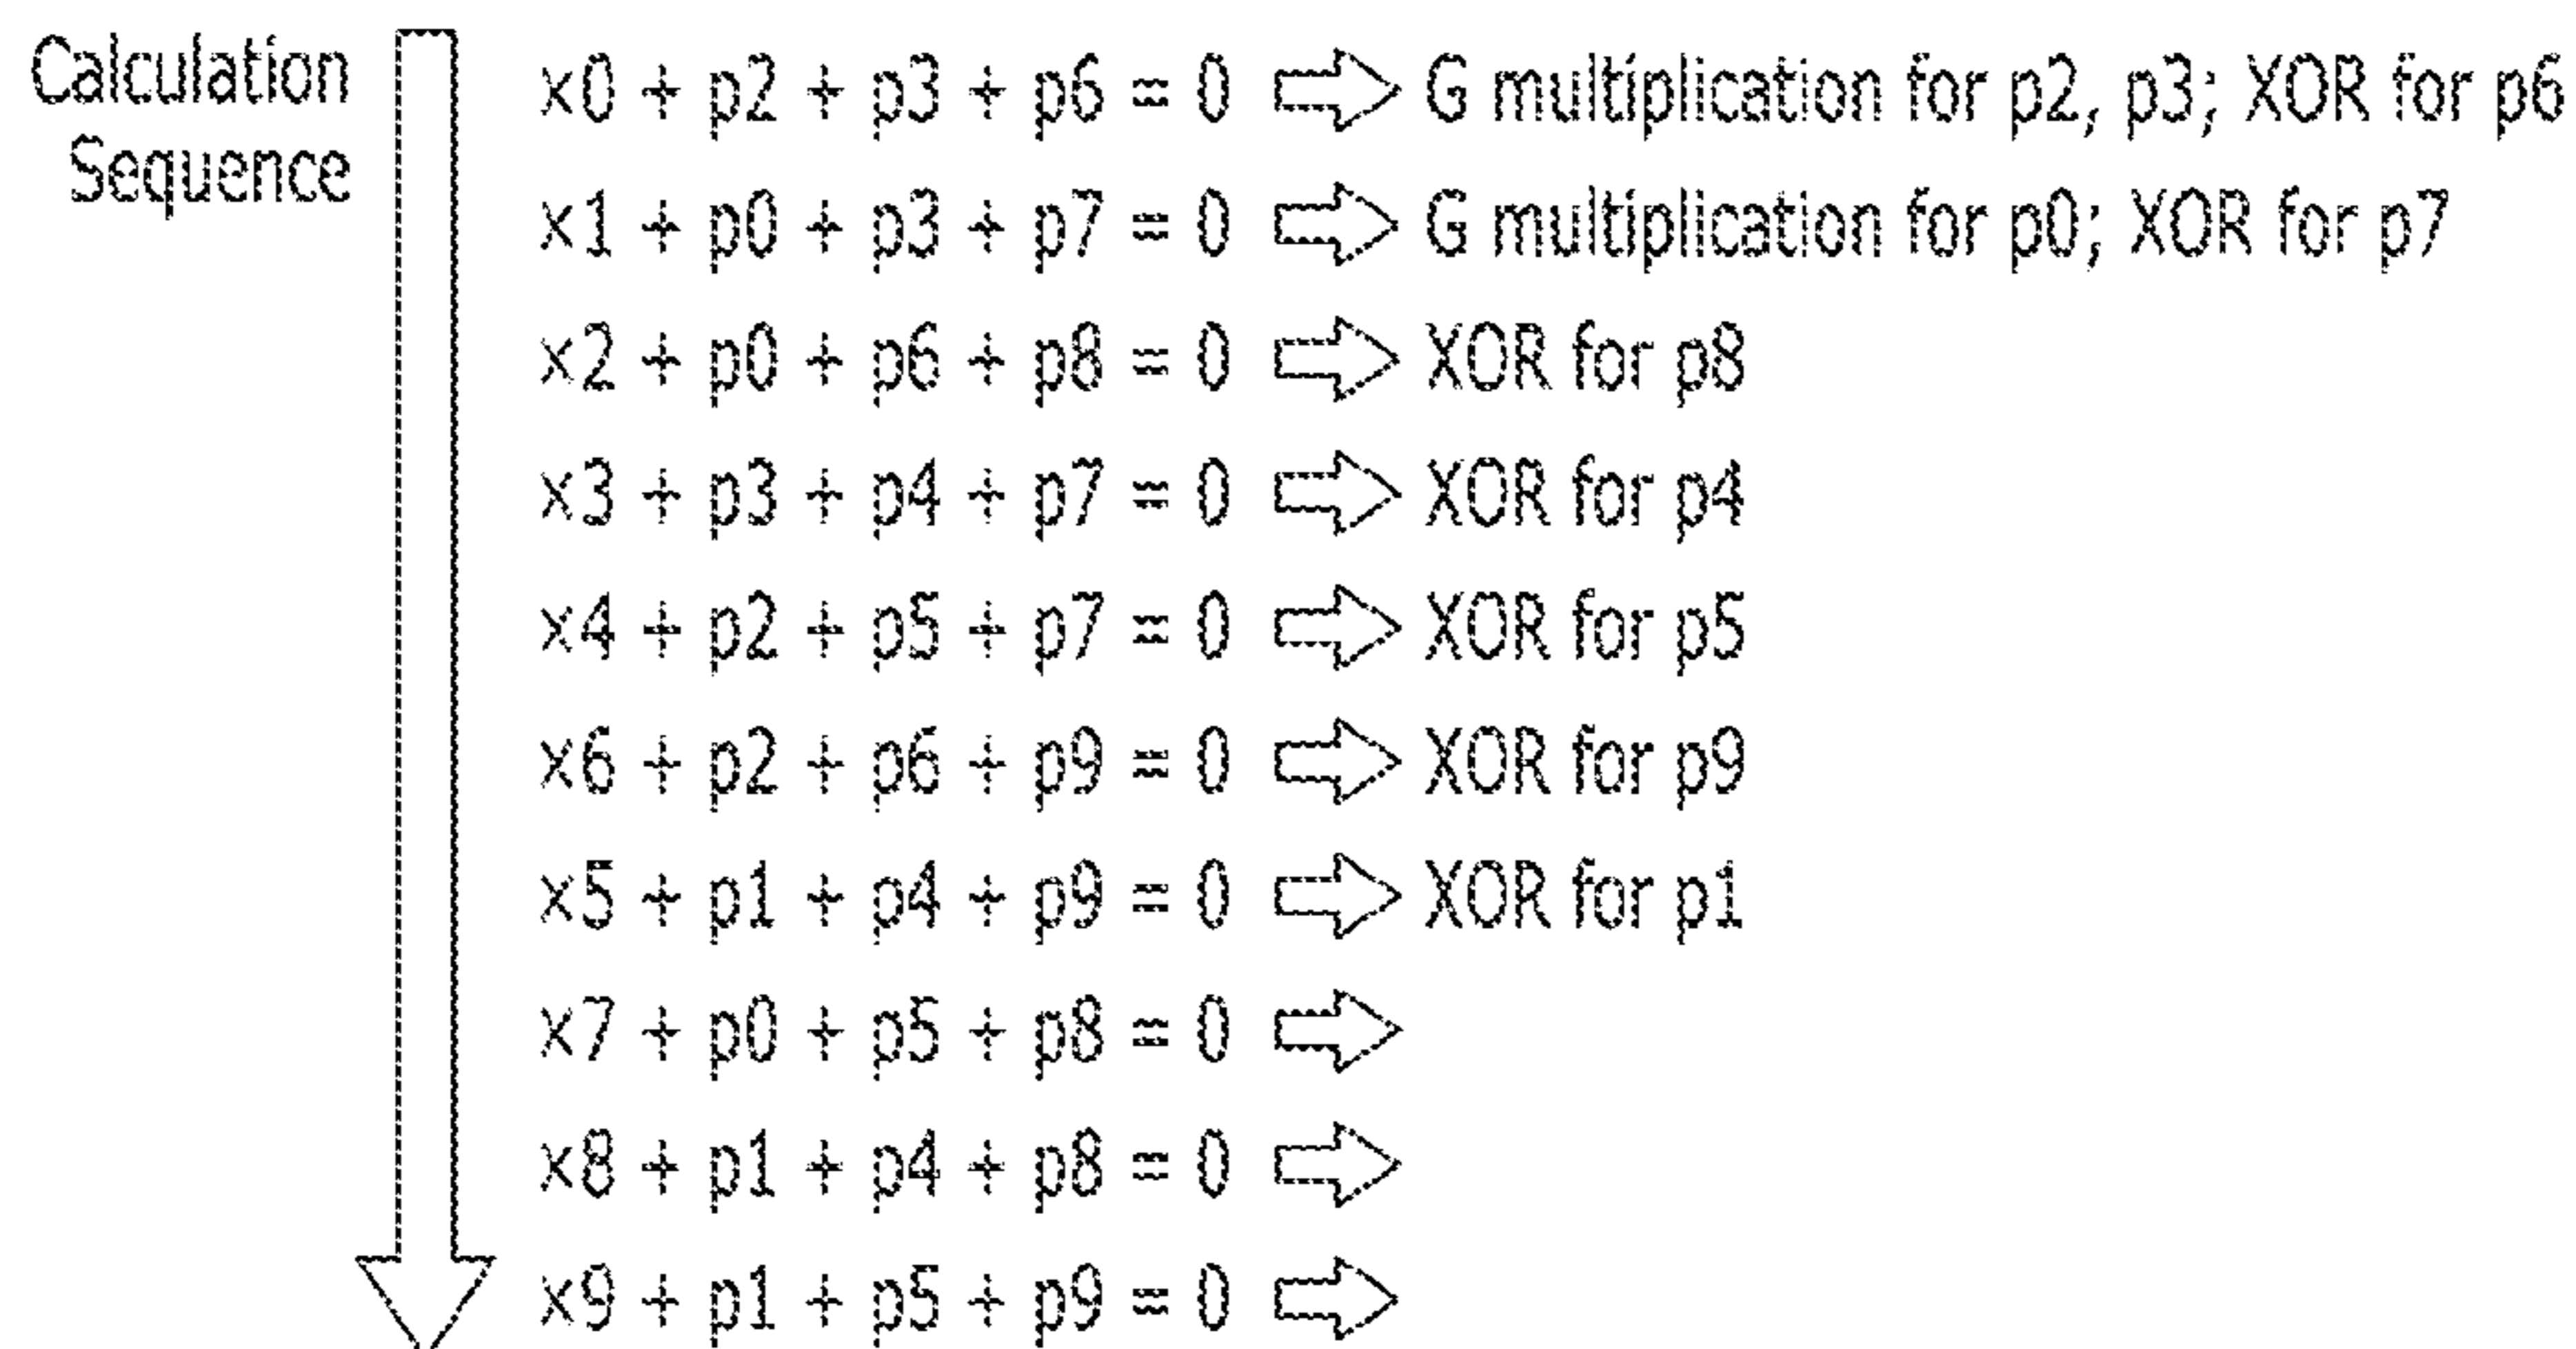 Calculation
Sequence
x0 + p2 + p3 + p6 = 0 ⇨ G multiplication for p2, p3; XOR for p6
x1 + p0 + p3 + p7 = 0 ⇨ G multiplication for p0; XOR for p7
x2 + p0 + p6 + p8 = 0 ⇨ XOR for p8
x3 + p3 + p4 + p7 = 0 ⇨ XOR for p4
x4 + p2 + p5 + p7 = 0 ⇨ XOR for p5
x6 + p2 + p6 + p9 = 0 ⇨ XOR for p9
x5 + p1 + p4 + p9 = 0 ⇨ XOR for p1
x7 + p0 + p5 + p8 = 0 ⇨
x8 + p1 + p4 + p8 = 0 ⇨
x9 + p1 + p5 + p9 = 0 ⇨